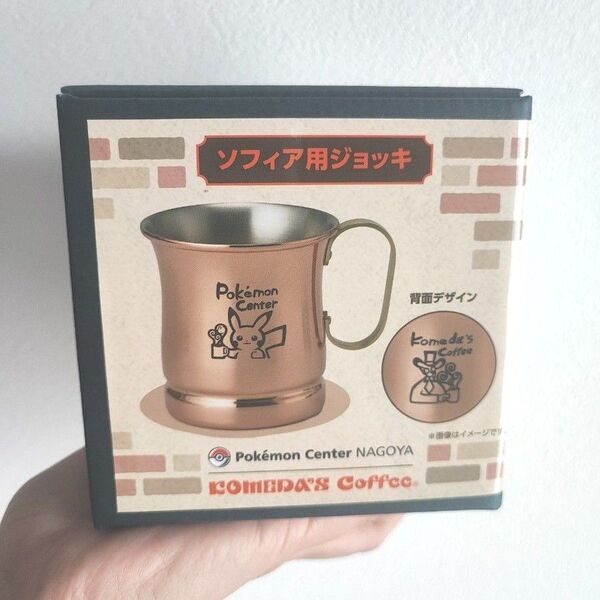 ソフィア用ジョッキ
Pokémon
Center
背面デザイン
Komeda's
Coffee
※画像はイメージです
Pokémon Center NAGOYA
KOMEDA'S Coffee®